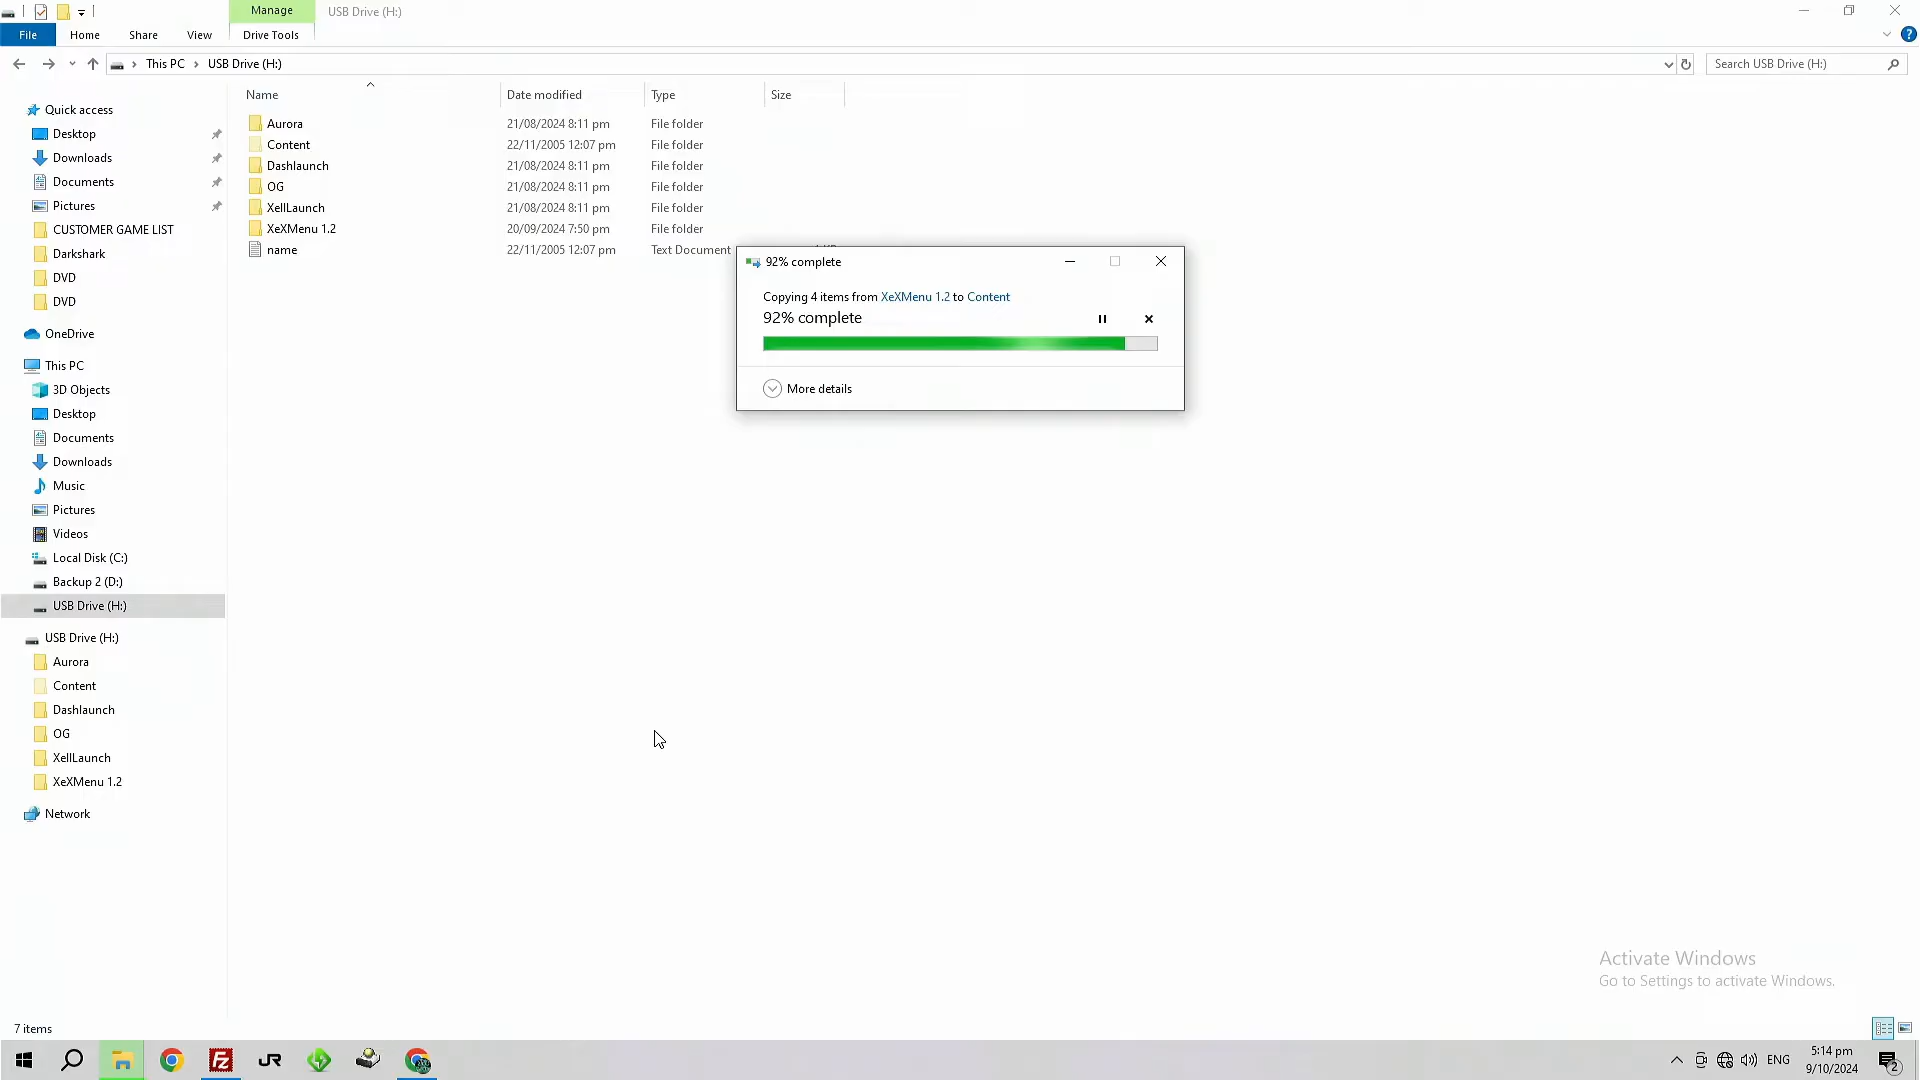 Manage
USB Drive (H:)
File
Home
Share
View
Drive Tools
This PC
USB Drive (H:)
Search USB Drive (H:)
Name
Date modified
Type
Size
Aurora
21/08/2024 8:11 pm
File folder
Content
22/11/2005 12:07 pm
File folder
Dashlaunch
21/08/2024 8:11 pm
File folder
OG
21/08/2024 8:11 pm
File folder
XellLaunch
21/08/2024 8:11 pm
File folder
XeXMenu 1.2
20/09/2024 7:50 pm
File folder
name
22/11/2005 12:07 pm
Text Document
92% complete
Copying 4 items from XeXMenu 1.2 to Content
92% complete
More details
Quick access
Desktop
Downloads
Documents
Pictures
CUSTOMER GAME LIST
Darkshark
DVD
DVD
OneDrive
This PC
3D Objects
Desktop
Documents
Downloads
Music
Pictures
Videos
Local Disk (C:)
Backup 2 (D:)
USB Drive (H:)
USB Drive (H:)
Aurora
Content
Dashlaunch
OG
XellLaunch
XeXMenu 1.2
Network
Activate Windows
Go to Settings to activate Windows.
7 items
JR
ENG
5:14 pm
9/10/2024
2